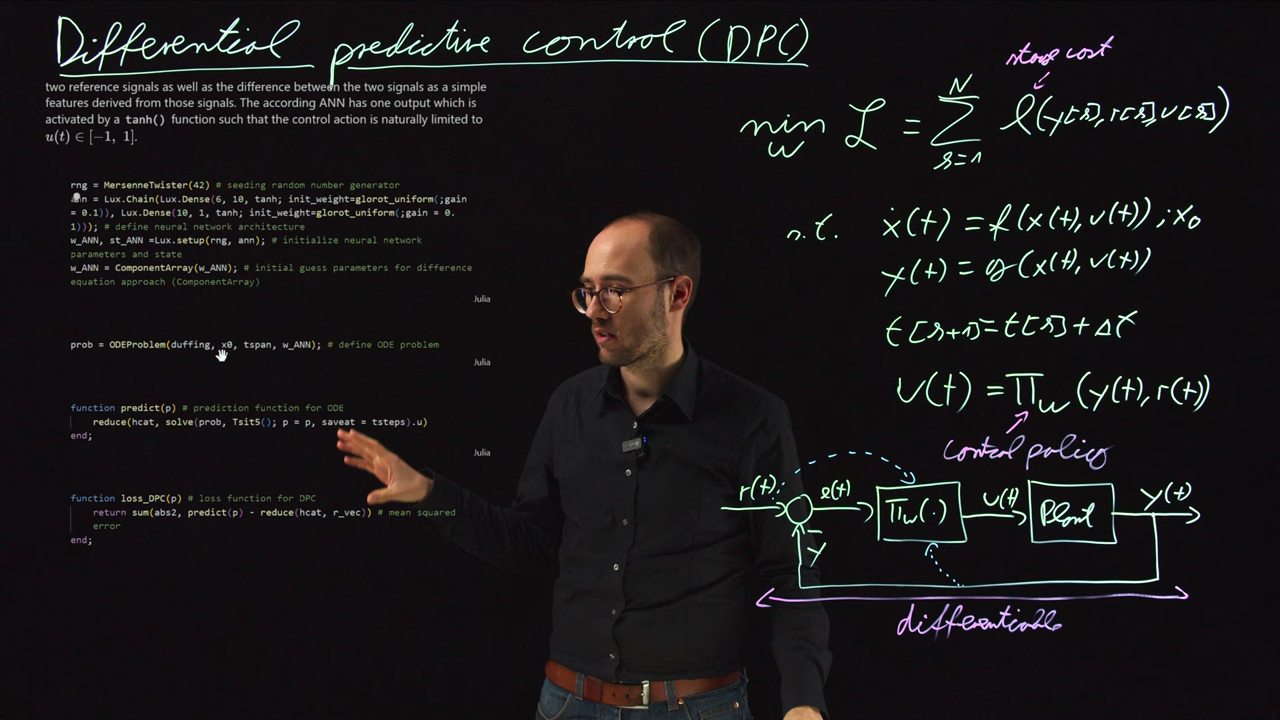 Differential predictive control (DPC)
two reference signals as well as the difference between the two signals as a simple
features derived from those signals. The according ANN has one output which is
activated by a tanh() function such that the control action is naturally limited to
u(t) ∈ [−1, 1].
rng = MersenneTwister(42) # seeding random number generator
ann = Lux.Chain(Lux.Dense(6, 10, tanh; init_weight=glorot_uniform(;gain
= 0.1)), Lux.Dense(10, 1, tanh; init_weight=glorot_uniform(;gain = 0.
1))); # define neural network architecture
w_ANN, st_ANN =Lux.setup(rng, ann); # initialize neural network
parameters and state
w_ANN = ComponentArray(w_ANN); # initial guess parameters for difference
equation approach (ComponentArray)
Julia
prob = ODEProblem(duffing, x0, tspan, w_ANN); # define ODE problem
Julia
function predict(p) # prediction function for ODE
reduce(hcat, solve(prob, Tsit5(); p = p, saveat = tsteps).u)
end;
Julia
function loss_DPC(p) # loss function for DPC
return sum(abs2, predict(p) - reduce(hcat, r_vec)) # mean squared
error
end;
stage cost
min L = Σ ℓ(y[k], r[k], u[k])
w
N
k=1
s.t. ẋ(t) = f(x(t), u(t)); x₀
y(t) = g(x(t), u(t))
t[k+1] = t[k] + Δt
u(t) = π_w(y(t), r(t))
control policy
r(t) e(t) π_w(·) u(t) Plant y(t)
− y
differentiable